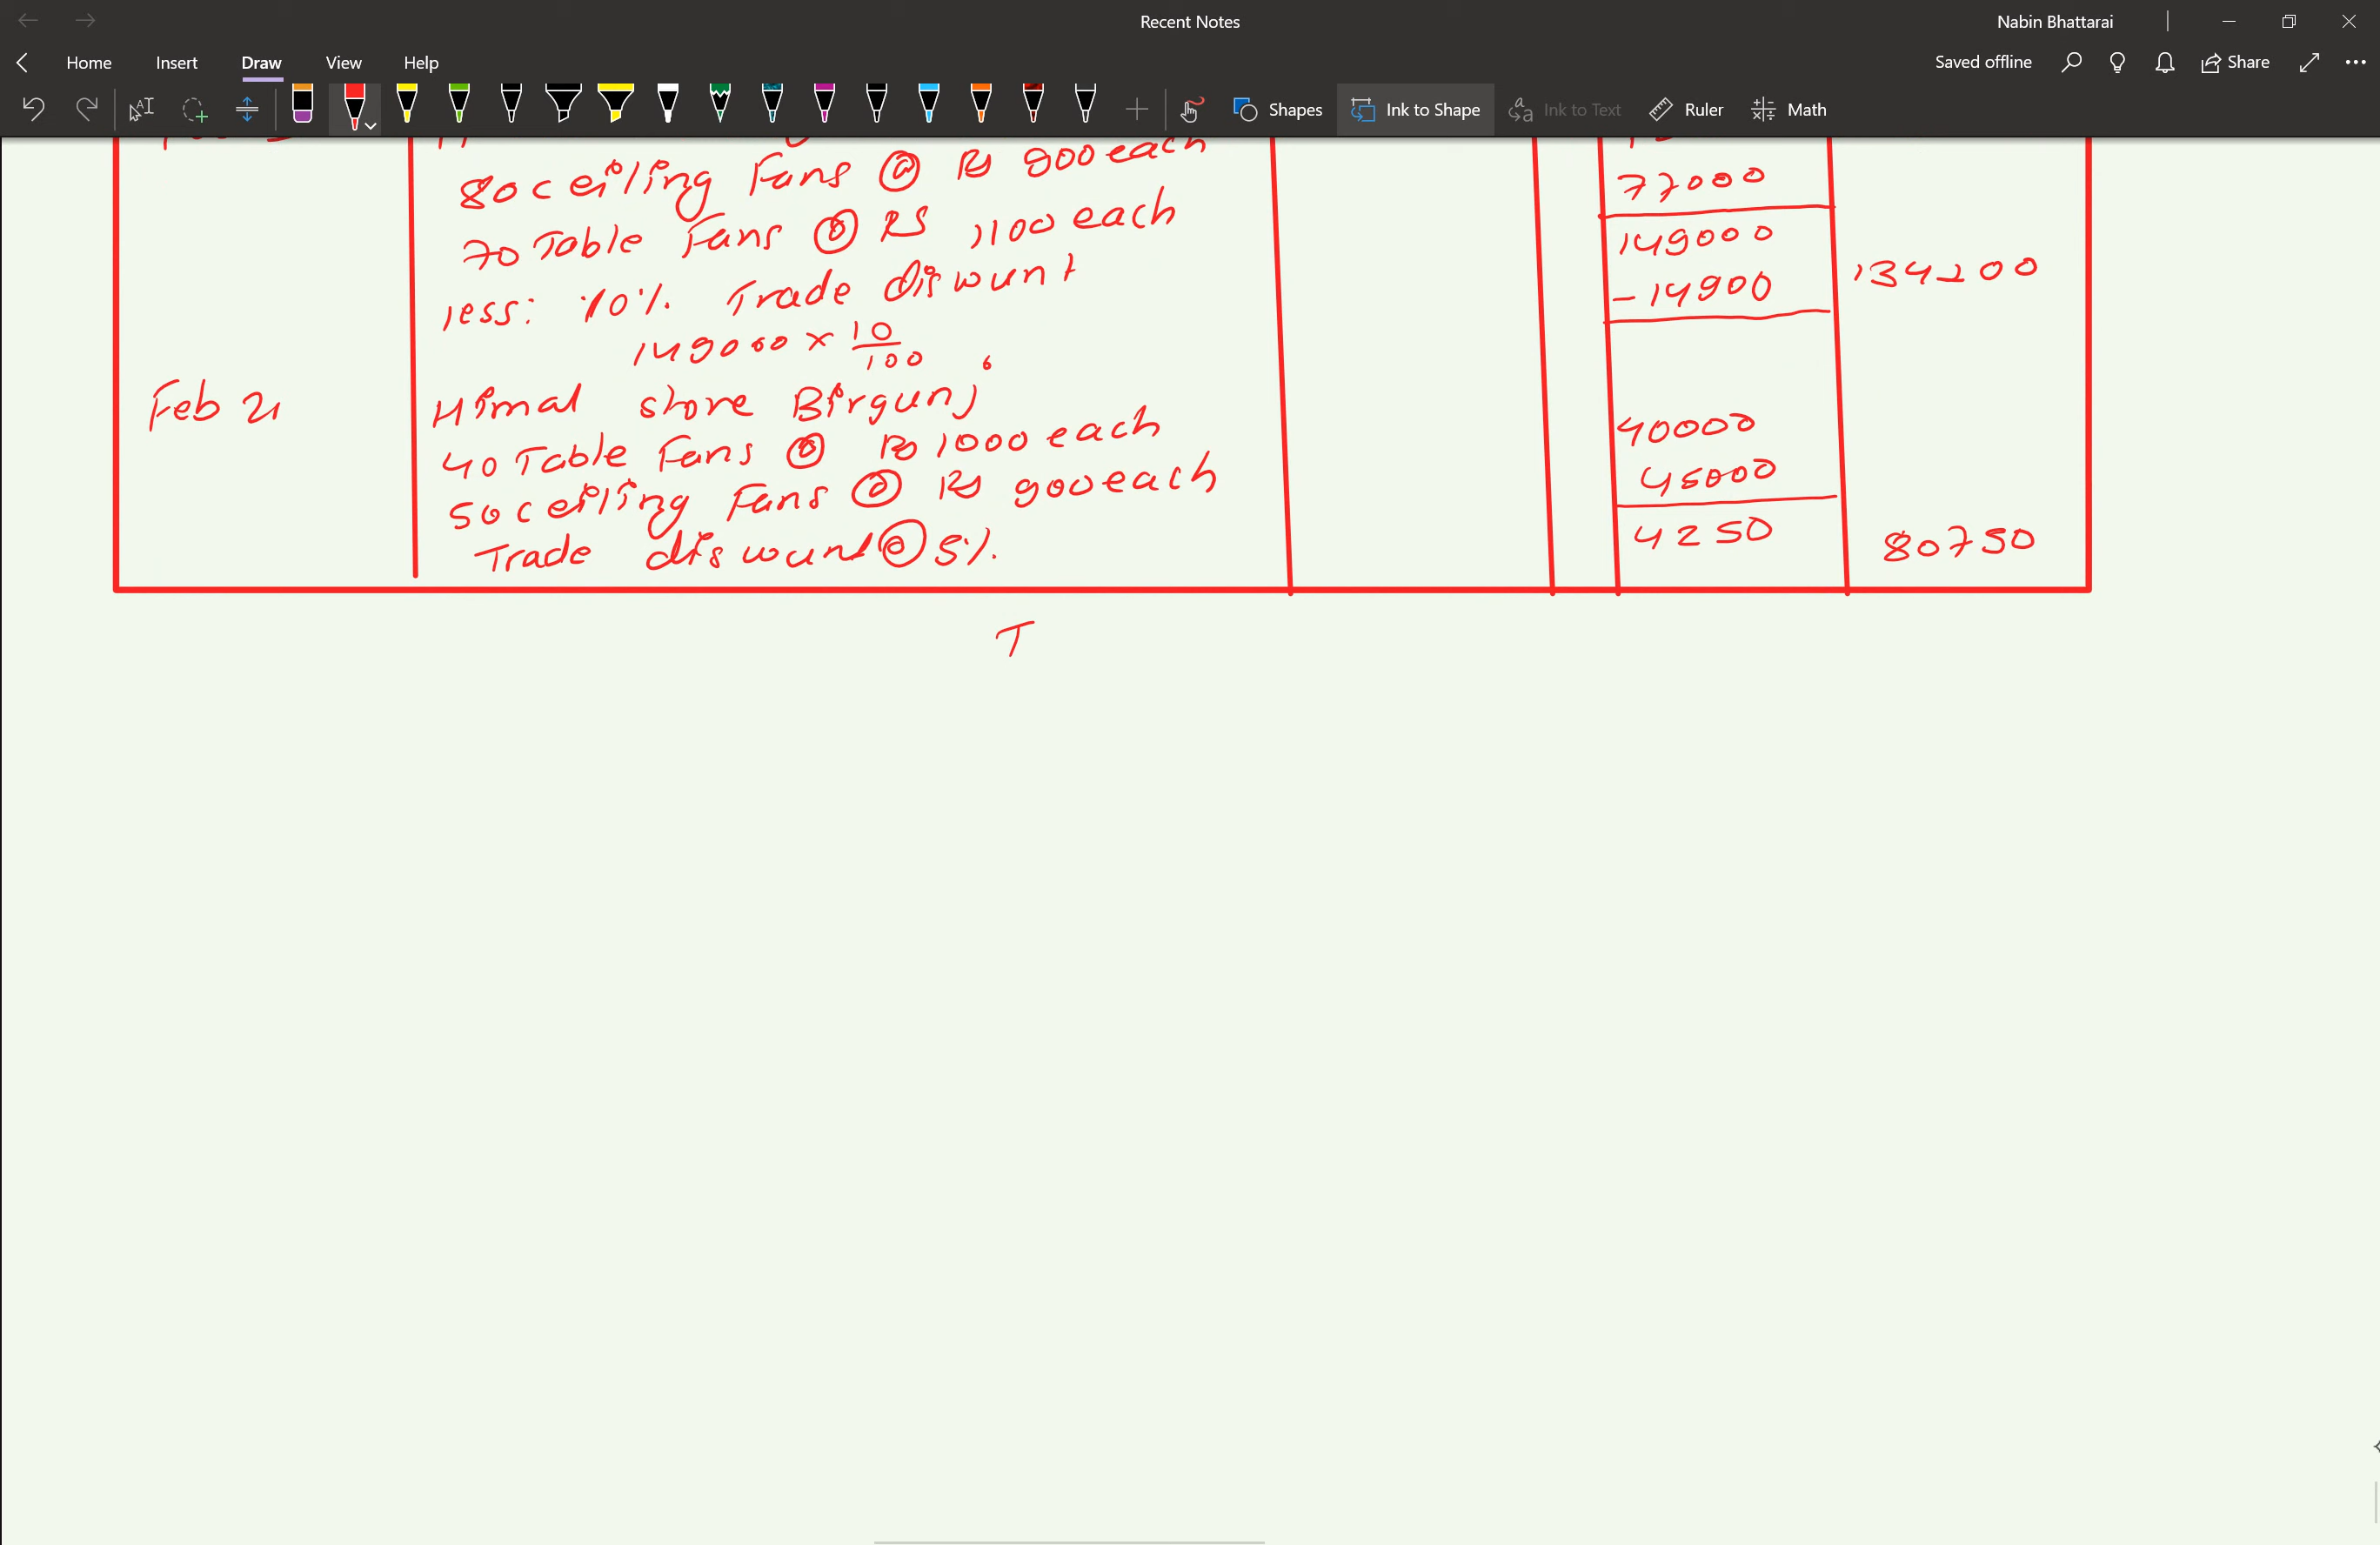 Recent Notes
Nabin Bhattarai
Home Insert Draw View Help
Saved offline
Share
Shapes
Ink to Shape
Ink to Text
Ruler
Math
80 ceiling Fans @ Rs 900 each
77000
70 Table Fans @ Rs 1100 each
149000
less: 10% Trade discount
-14900
134200
149000 × 10/100
Feb 21
Himal store Birgunj
40 Table Fans @ Rs 1000 each
40000
50 ceiling Fans @ Rs 900 each
45000
Trade discount @ 5%.
4250
80750
T